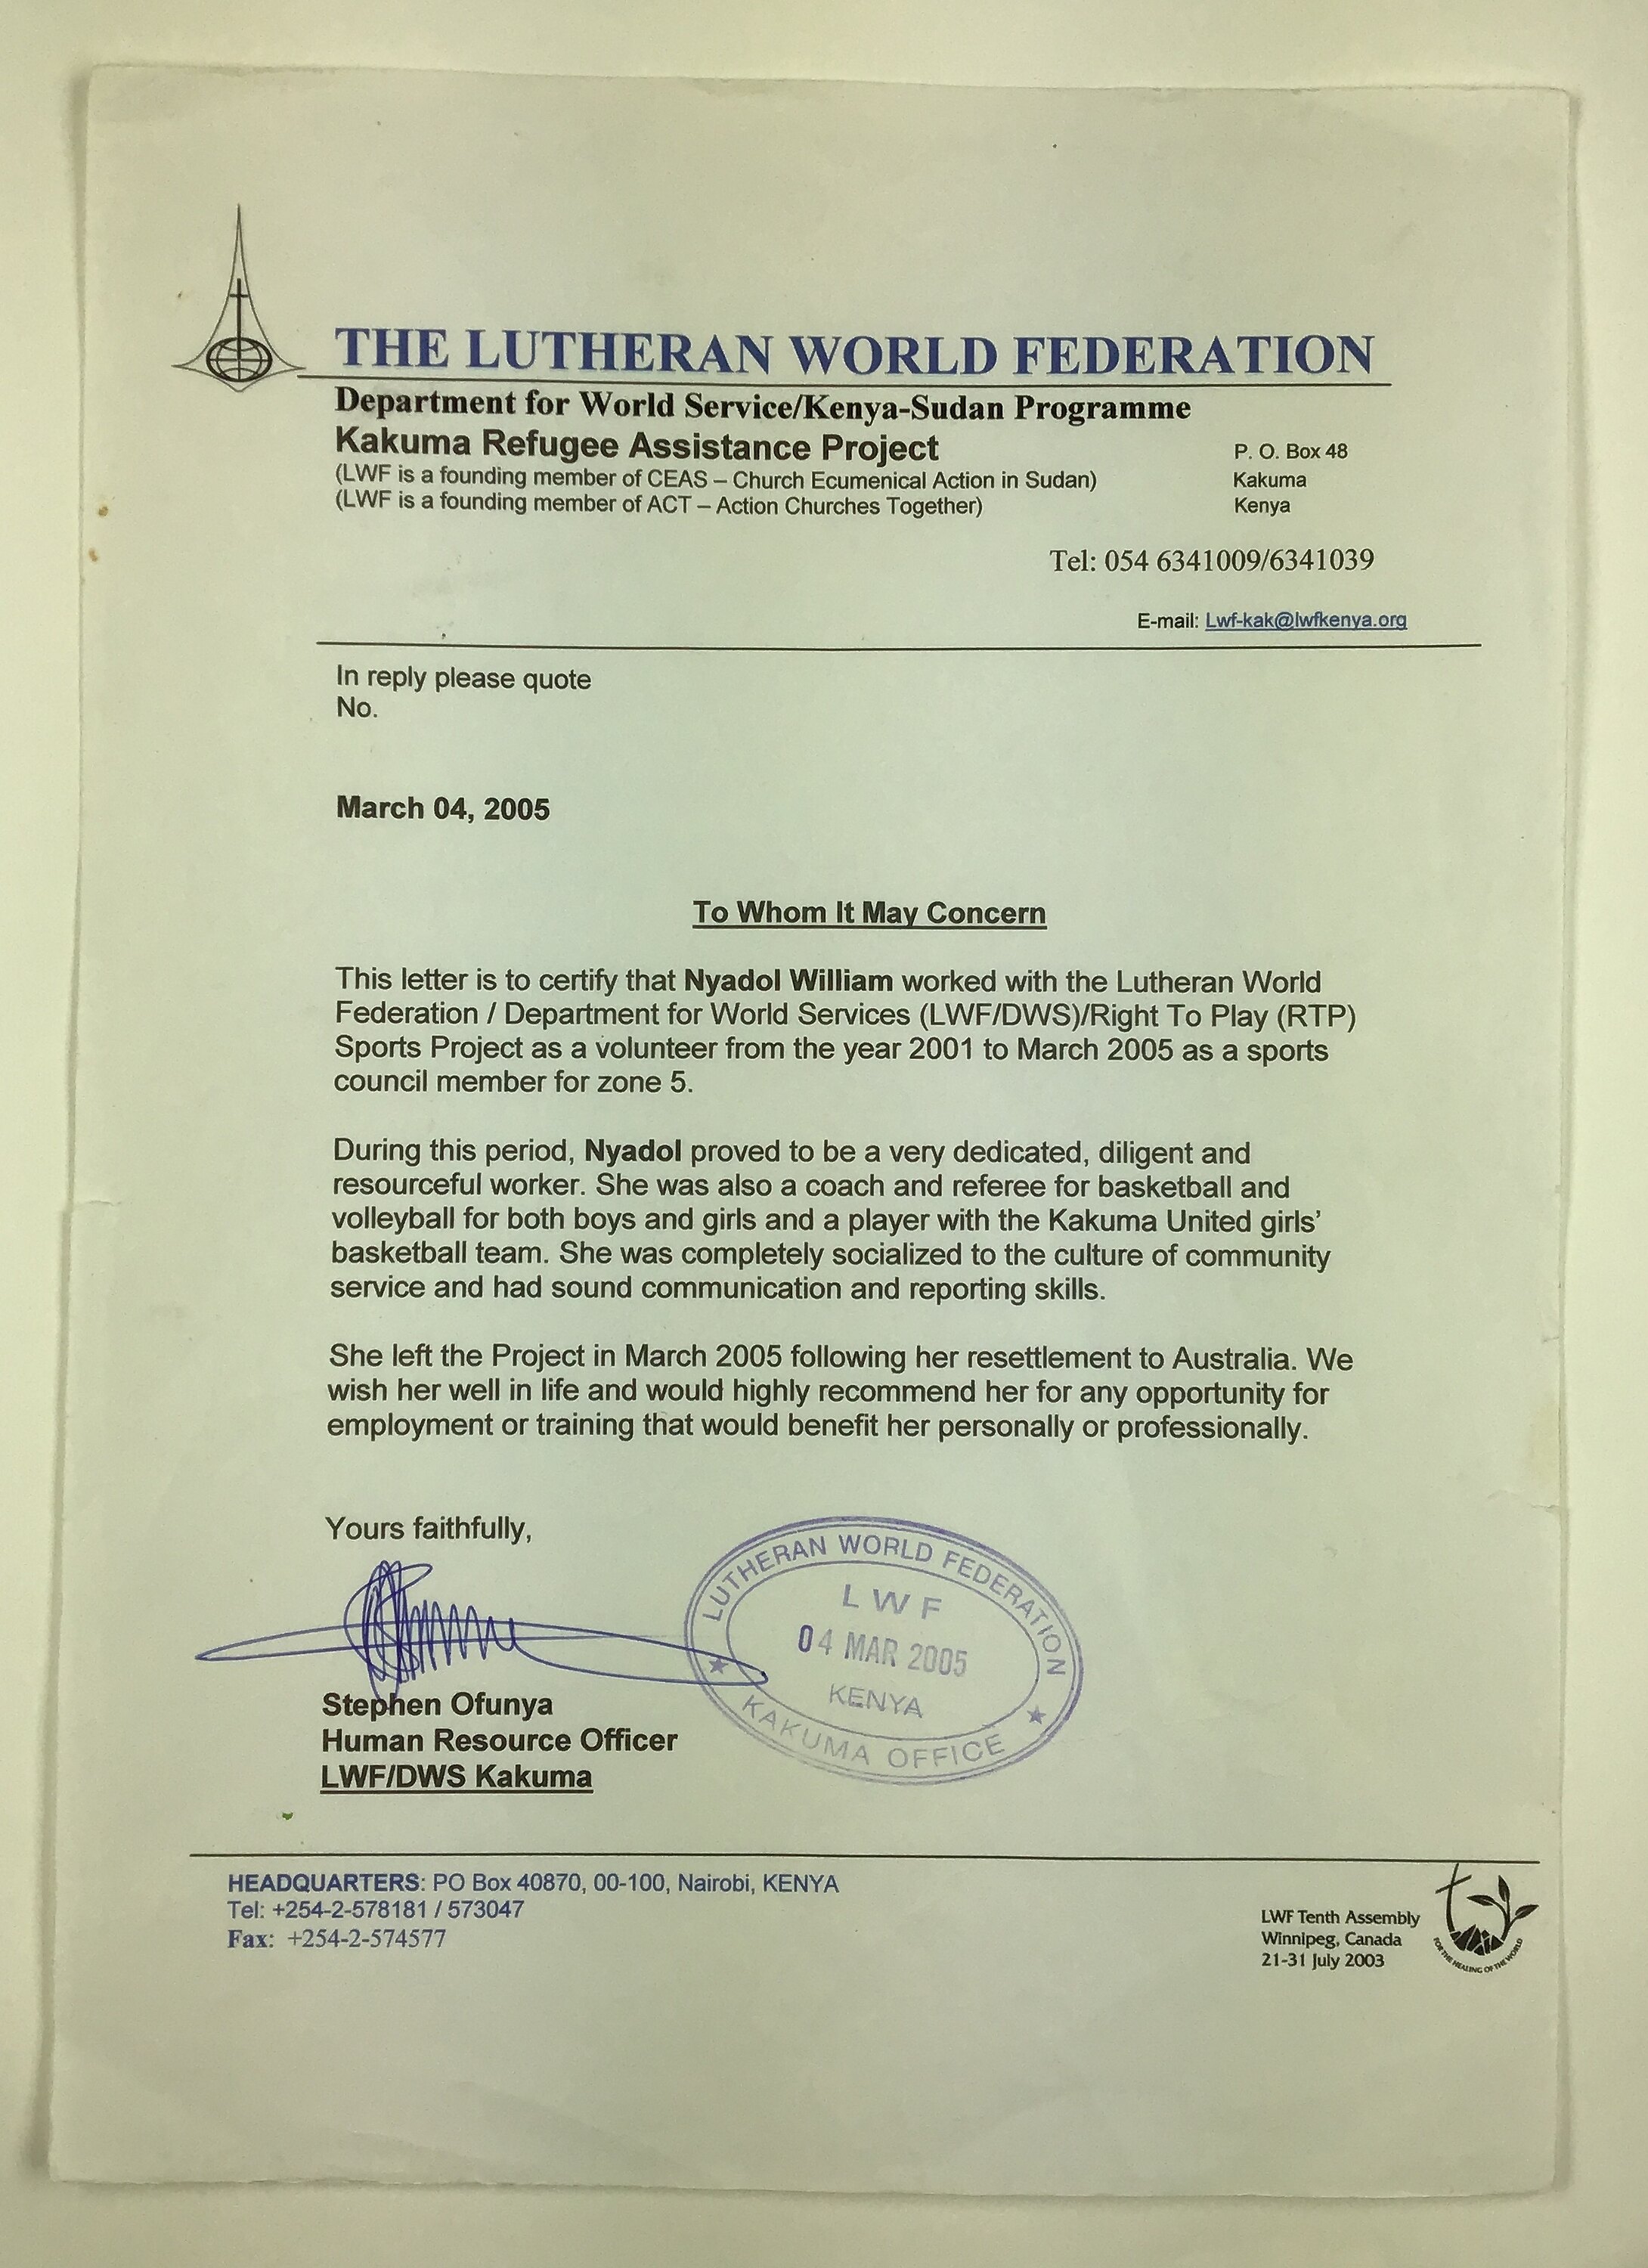 THE LUTHERAN WORLD FEDERATION
Department for World Service/Kenya-Sudan Programme
Kakuma Refugee Assistance Project
(LWF is a founding member of CEAS – Church Ecumenical Action in Sudan)
(LWF is a founding member of ACT – Action Churches Together)
P. O. Box 48
Kakuma
Kenya
Tel: 054 6341009/6341039
E-mail: Lwf-kak@lwfkenya.org
In reply please quote
No.
March 04, 2005
To Whom It May Concern
This letter is to certify that Nyadol William worked with the Lutheran World
Federation / Department for World Services (LWF/DWS)/Right To Play (RTP)
Sports Project as a volunteer from the year 2001 to March 2005 as a sports
council member for zone 5.
During this period, Nyadol proved to be a very dedicated, diligent and
resourceful worker. She was also a coach and referee for basketball and
volleyball for both boys and girls and a player with the Kakuma United girls’
basketball team. She was completely socialized to the culture of community
service and had sound communication and reporting skills.
She left the Project in March 2005 following her resettlement to Australia. We
wish her well in life and would highly recommend her for any opportunity for
employment or training that would benefit her personally or professionally.
Yours faithfully,
LUTHERAN WORLD FEDERATION
LWF
04 MAR 2005
KENYA
KAKUMA OFFICE
Stephen Ofunya
Human Resource Officer
LWF/DWS Kakuma
HEADQUARTERS: PO Box 40870, 00-100, Nairobi, KENYA
Tel: +254-2-578181 / 573047
Fax: +254-2-574577
LWF Tenth Assembly
Winnipeg, Canada
21-31 July 2003
FOR THE HEALING OF THE WORLD